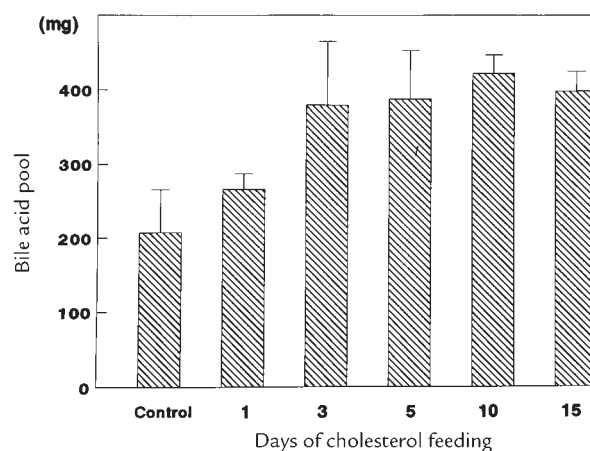 (mg)
400
300
200
100
0
Bile acid pool
Control 1 3 5 10 15
Days of cholesterol feeding